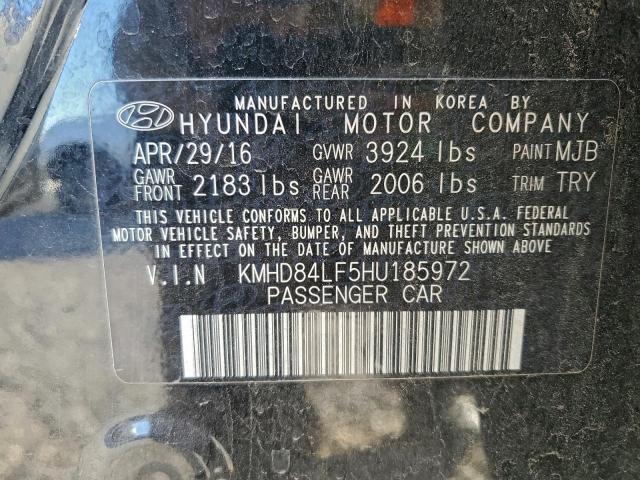 MANUFACTURED IN KOREA BY
HYUNDAI MOTOR COMPANY
APR/29/16 GVWR 3924 lbs PAINT MJB
GAWR FRONT 2183 lbs GAWR REAR 2006 lbs TRIM TRY
THIS VEHICLE CONFORMS TO ALL APPLICABLE U.S.A. FEDERAL
MOTOR VEHICLE SAFETY, BUMPER, AND THEFT PREVENTION STANDARDS
IN EFFECT ON THE DATE OF MANUFACTURE SHOWN ABOVE
V.I.N KMHD84LF5HU185972
PASSENGER CAR